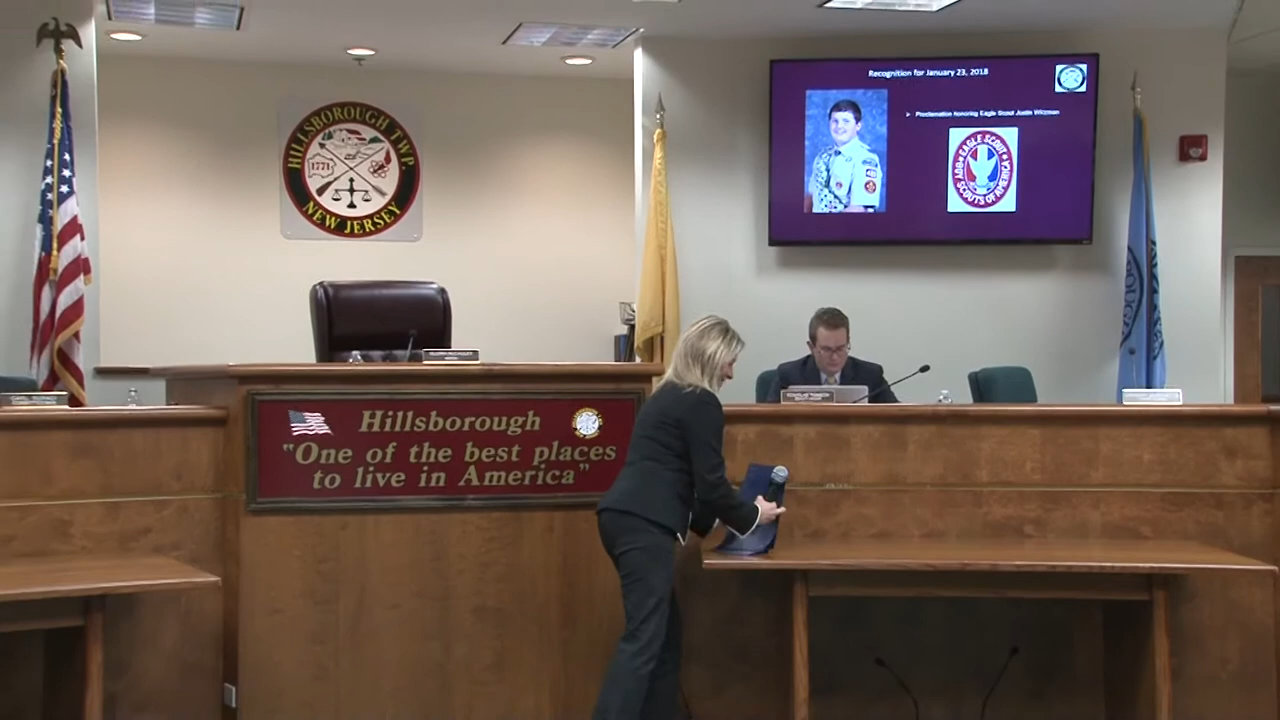 HILLSBOROUGH TWP.
1771
NEW JERSEY
Recognition for January 23, 2018
➢ Proclamation honoring Eagle Scout Justin
EAGLE SCOUT
BOY SCOUTS OF AMERICA
Hillsborough
"One of the best places
to live in America"